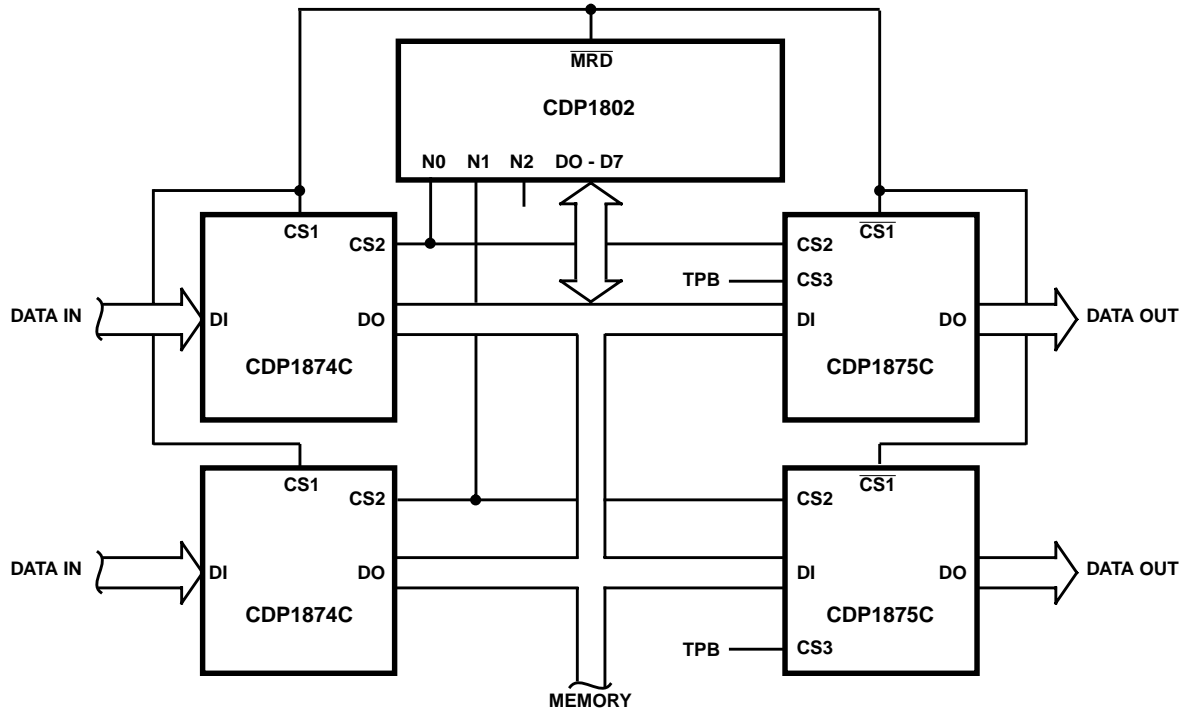 MRD
CDP1802
N0 N1 N2 DO - D7
CS1
CS2
DI
DO
CDP1874C
DATA IN
CS1
CS2
TPB
CS3
DI
DO
CDP1875C
DATA OUT
CS1
CS2
DI
DO
CDP1874C
DATA IN
CS1
CS2
DI
DO
CDP1875C
TPB
CS3
DATA OUT
MEMORY